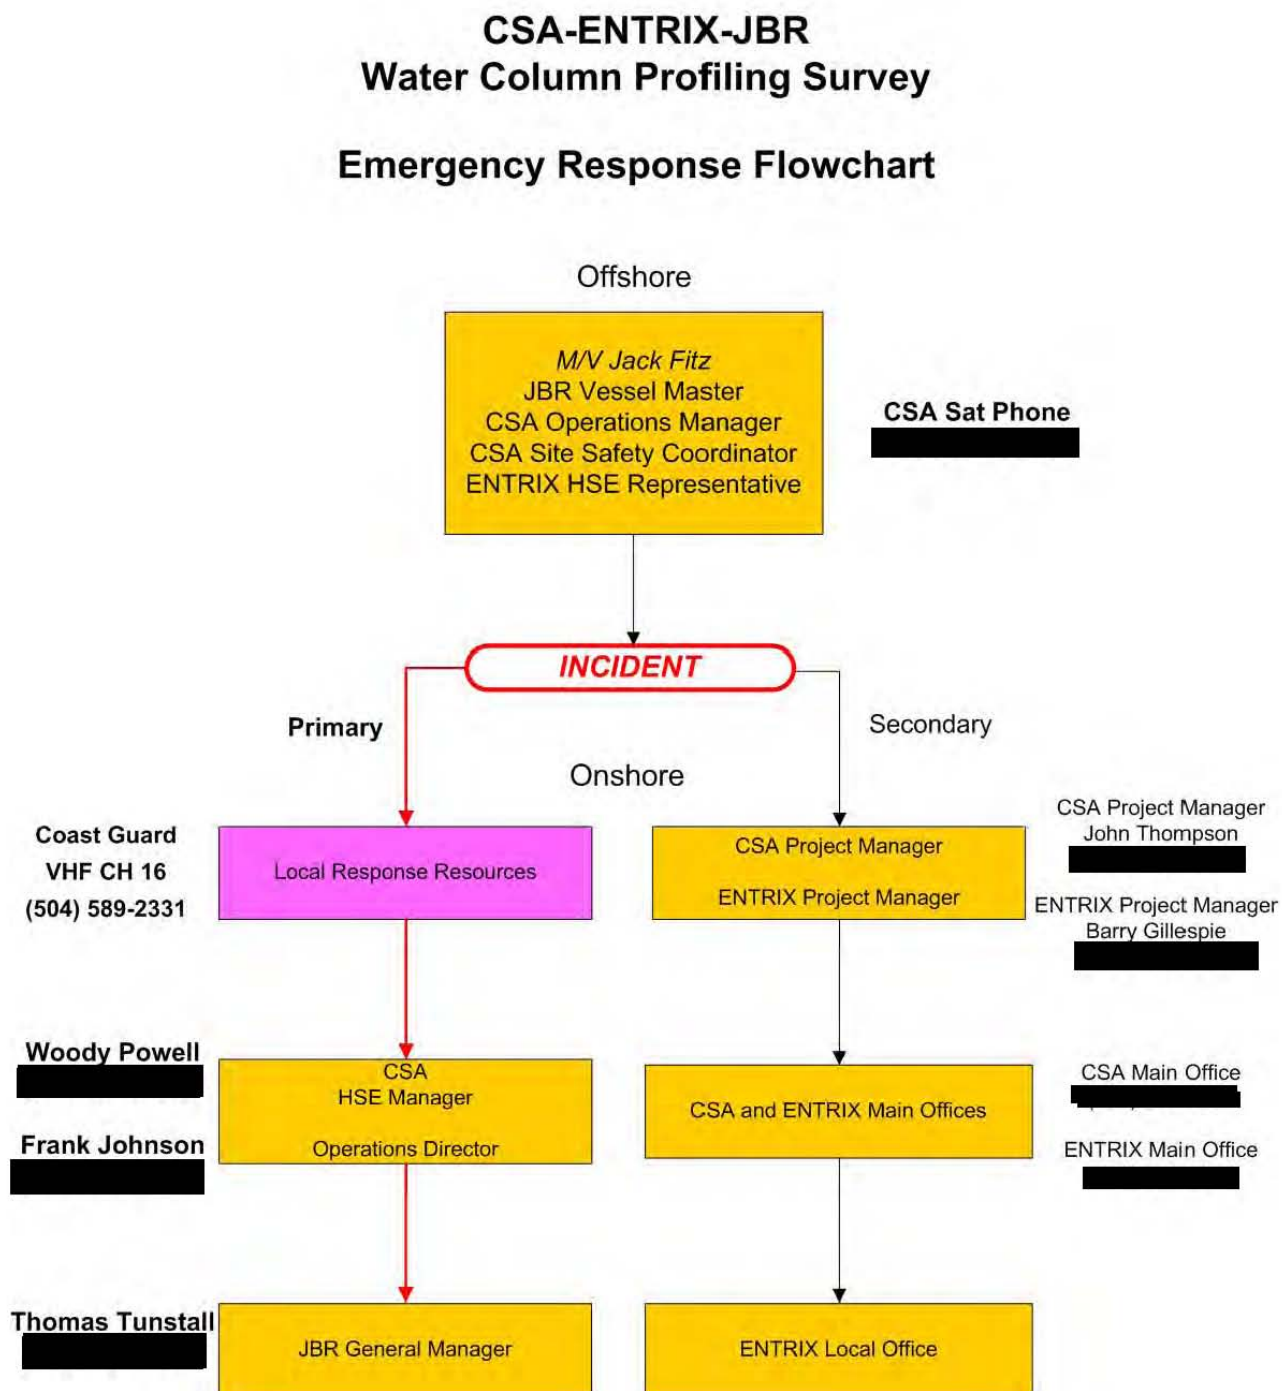 CSA-ENTRIX-JBR
Water Column Profiling Survey
Emergency Response Flowchart
Offshore
M/V Jack Fitz
JBR Vessel Master
CSA Operations Manager
CSA Site Safety Coordinator
ENTRIX HSE Representative
CSA Sat Phone
INCIDENT
Primary
Secondary
Onshore
Coast Guard
VHF CH 16
(504) 589-2331
Local Response Resources
CSA Project Manager
ENTRIX Project Manager
CSA Project Manager
John Thompson
ENTRIX Project Manager
Barry Gillespie
Woody Powell
Frank Johnson
CSA
HSE Manager
Operations Director
CSA and ENTRIX Main Offices
CSA Main Office
ENTRIX Main Office
Thomas Tunstall
JBR General Manager
ENTRIX Local Office